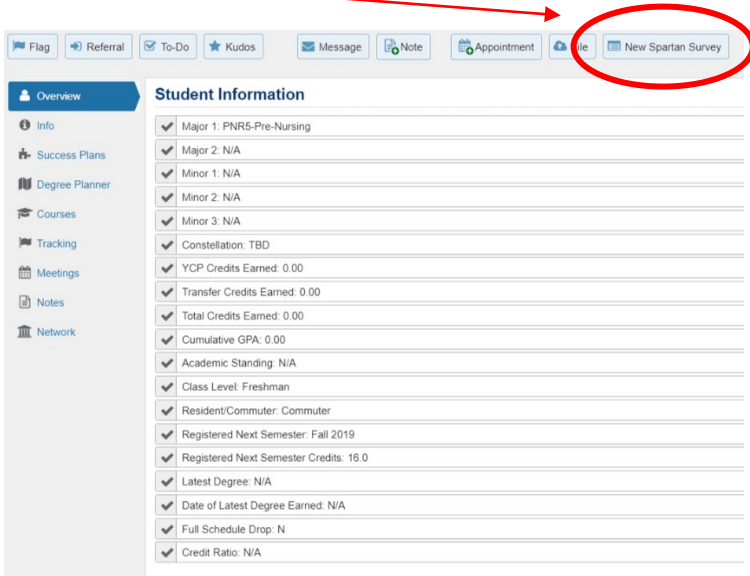 Flag Referral To-Do Kudos Message Note Appointment File New Spartan Survey
Overview
Info
Success Plans
Degree Planner
Courses
Tracking
Meetings
Notes
Network
Student Information
Major 1: PNR5-Pre-Nursing
Major 2: N/A
Minor 1: N/A
Minor 2: N/A
Minor 3: N/A
Constellation: TBD
YCP Credits Earned: 0.00
Transfer Credits Earned: 0.00
Total Credits Earned: 0.00
Cumulative GPA: 0.00
Academic Standing: N/A
Class Level: Freshman
Resident/Commuter: Commuter
Registered Next Semester: Fall 2019
Registered Next Semester Credits: 16.0
Latest Degree: N/A
Date of Latest Degree Earned: N/A
Full Schedule Drop: N
Credit Ratio: N/A